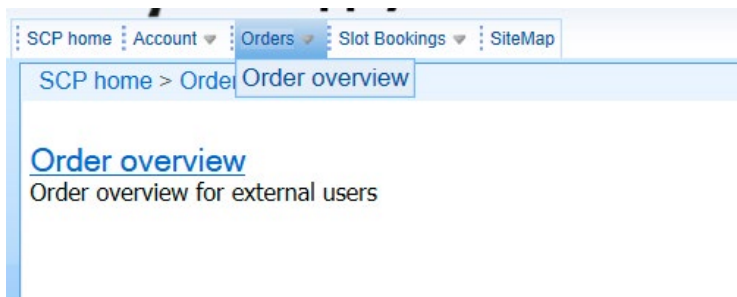 SCP home Account Orders Slot Bookings SiteMap
SCP home > Order
Order overview
Order overview
Order overview for external users